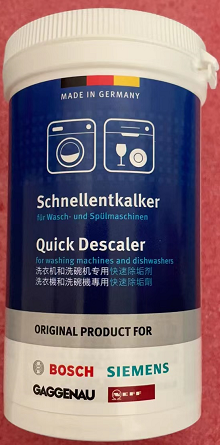 MADE IN GERMANY
Schnellentkalker
für Wasch- und Spülmaschinen
Quick Descaler
for washing machines and dishwashers
洗衣机和洗碗机专用快速除垢剂
洗衣機和洗碗機專用快速除垢劑
ORIGINAL PRODUCT FOR
BOSCH SIEMENS
GAGGENAU NEFF